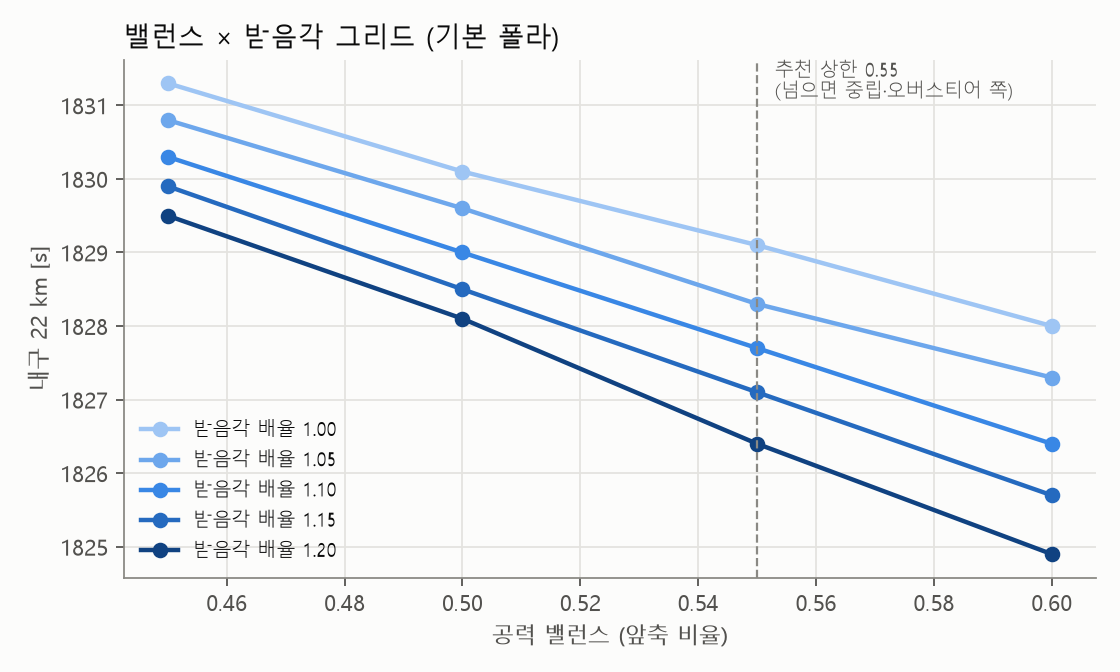 밸런스 × 받음각 그리드 (기본 폴라)
추천 상한 0.55
(넘으면 중립·오버스티어 쪽)
내구 22 km [s]
1831
1830
1829
1828
1827
1826
1825
받음각 배율 1.00
받음각 배율 1.05
받음각 배율 1.10
받음각 배율 1.15
받음각 배율 1.20
0.46 0.48 0.50 0.52 0.54 0.56 0.58 0.60
공력 밸런스 (앞축 비율)